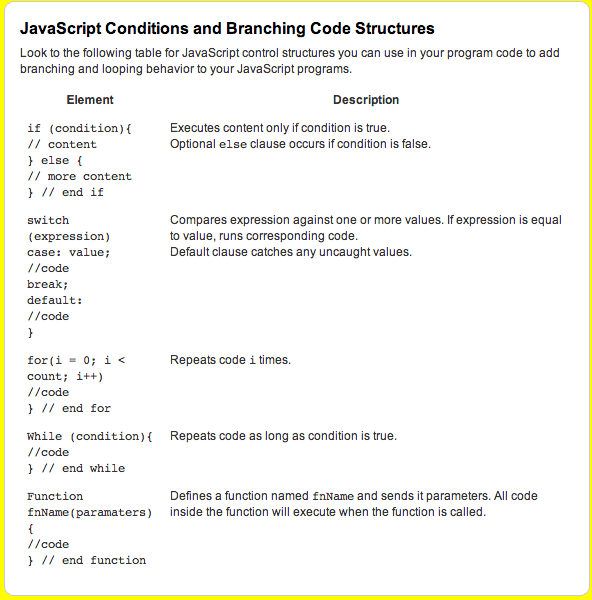 JavaScript Conditions and Branching Code Structures
Look to the following table for JavaScript control structures you can use in your program code to add
branching and looping behavior to your JavaScript programs.
Element Description
if (condition){
// content
} else {
// more content
} // end if
Executes content only if condition is true.
Optional else clause occurs if condition is false.
switch
(expression)
case: value;
//code
break;
default:
//code
}
Compares expression against one or more values. If expression is equal
to value, runs corresponding code.
Default clause catches any uncaught values.
for(i = 0; i <
count; i++)
//code
} // end for
Repeats code i times.
While (condition){
//code
} // end while
Repeats code as long as condition is true.
Function
fnName(paramaters)
{
//code
} // end function
Defines a function named fnName and sends it parameters. All code
inside the function will execute when the function is called.